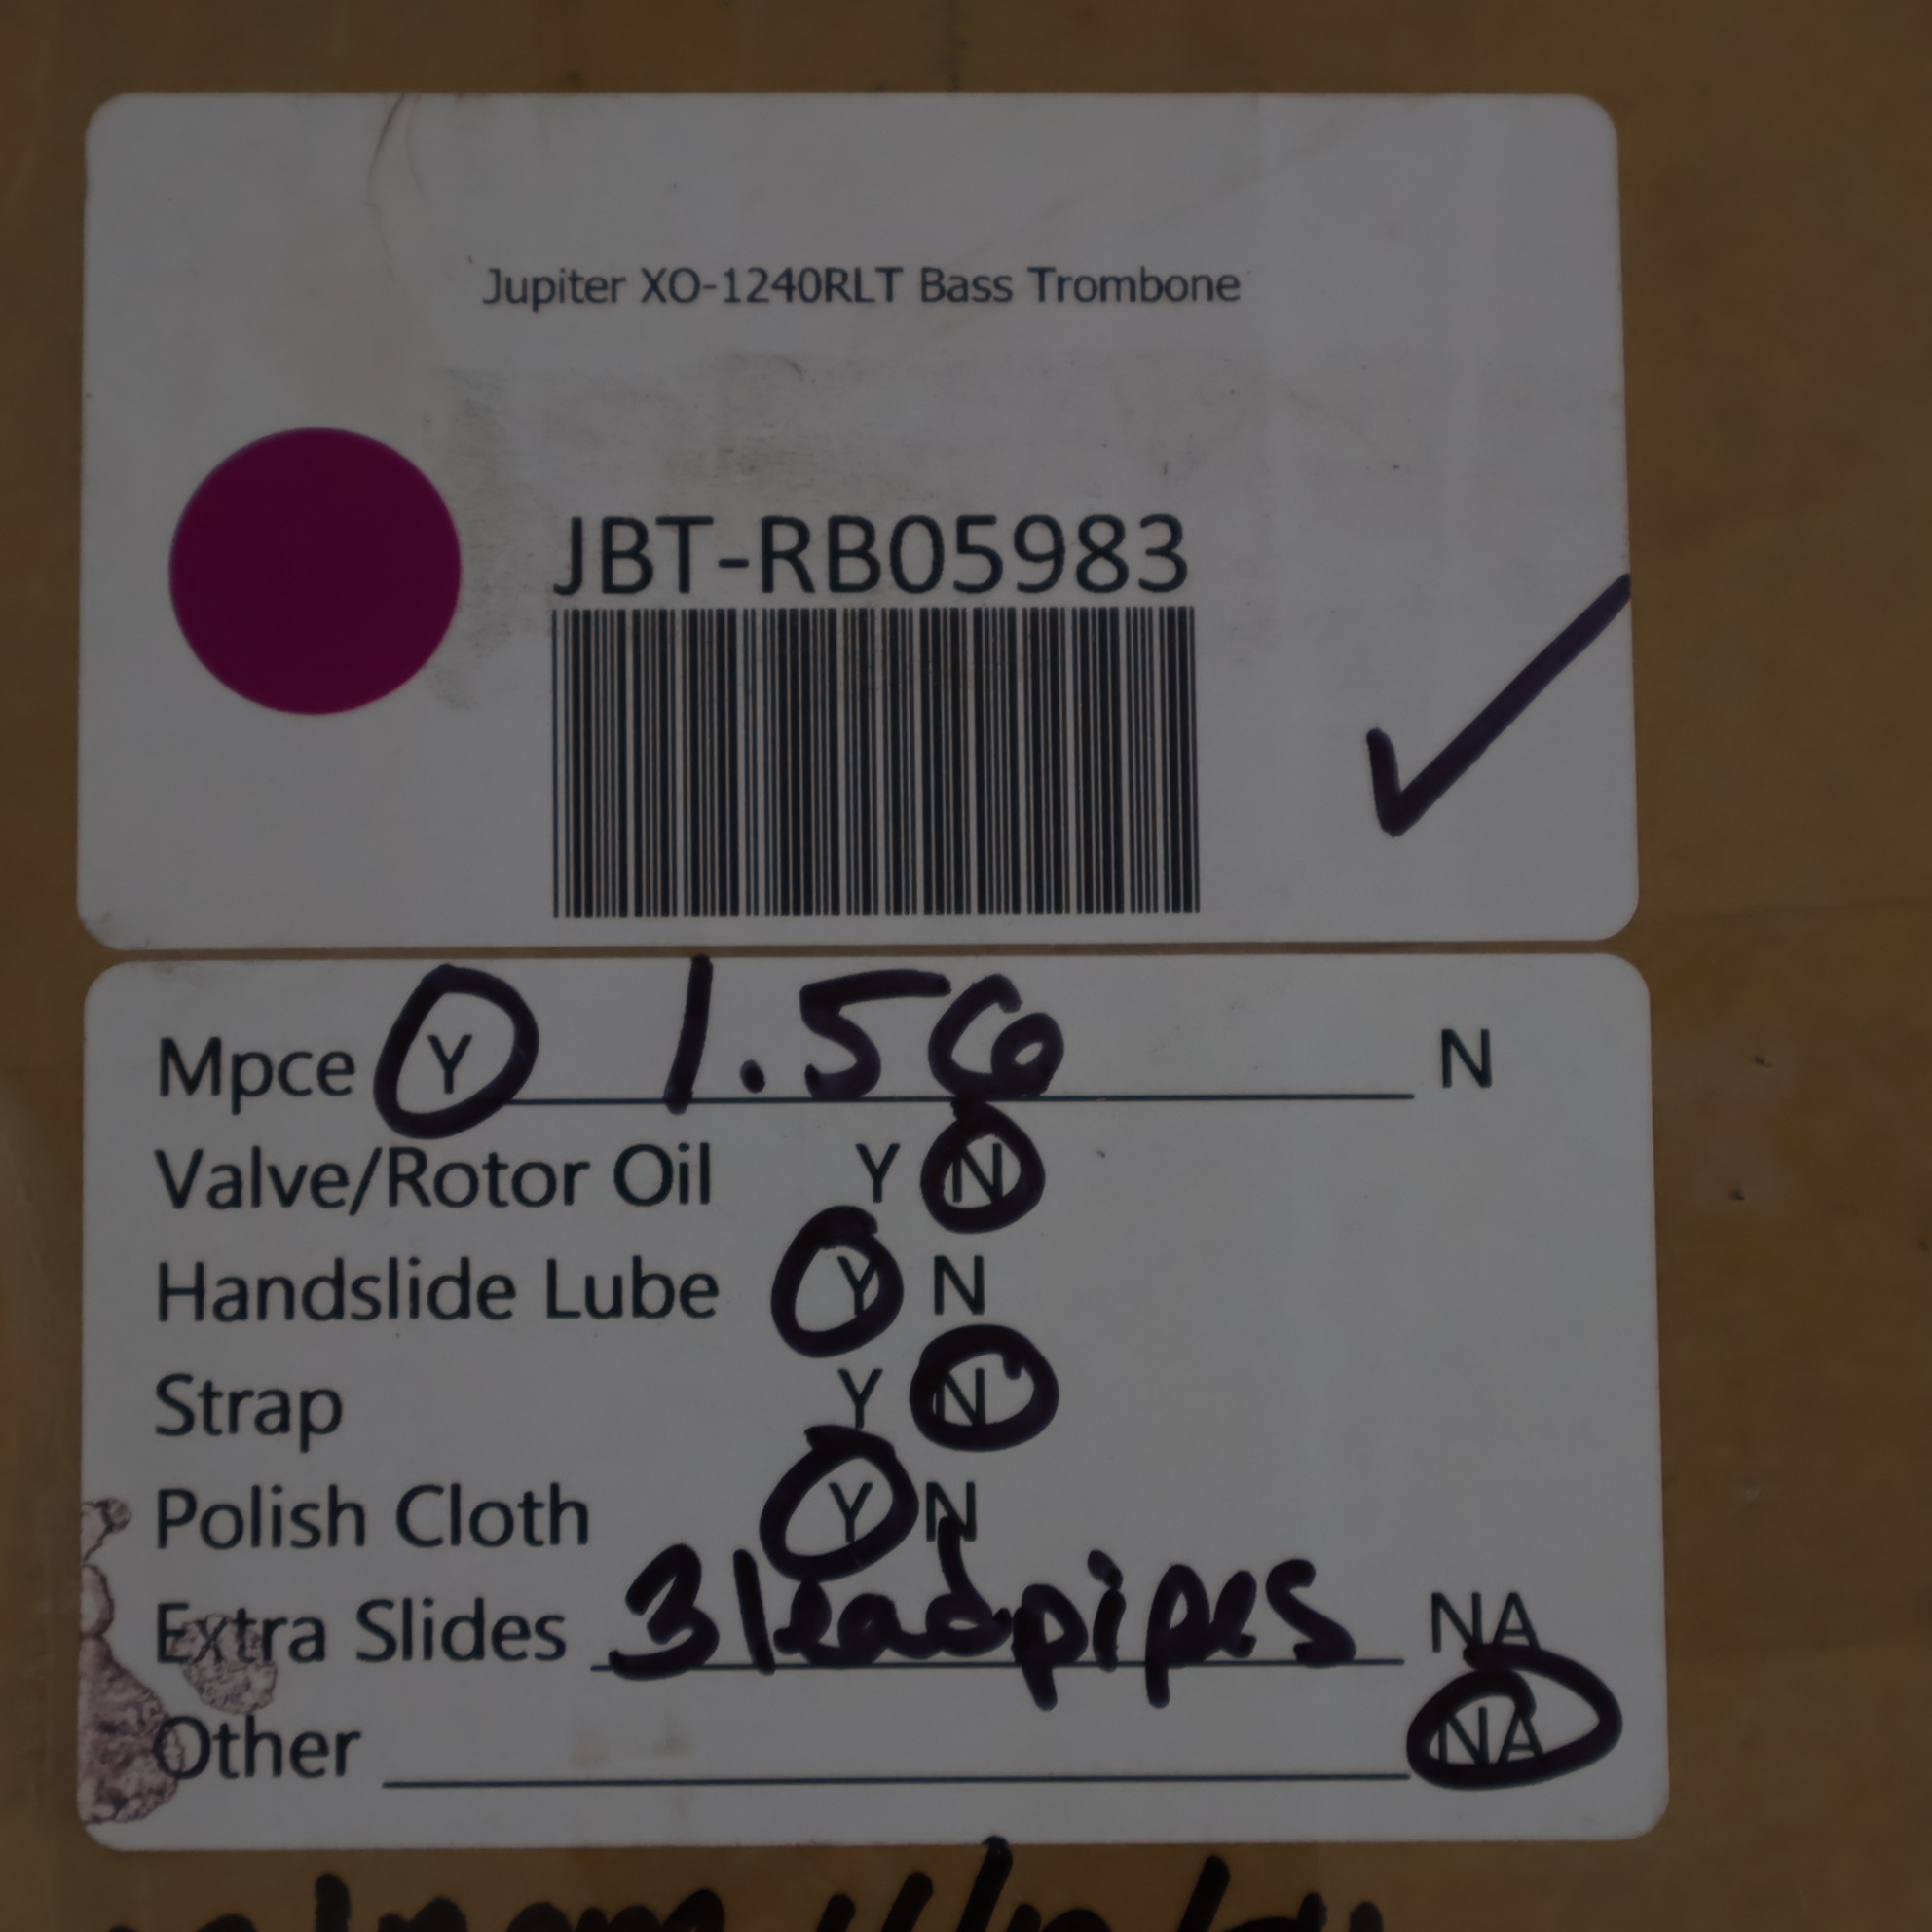 Jupiter XO-1240RLT Bass Trombone
JBT-RB05983
Mpce Y 1.5G N
Valve/Rotor Oil Y N
Handslide Lube Y N
Strap Y N
Polish Cloth Y N
Extra Slides 3 leadpipes NA
Other NA